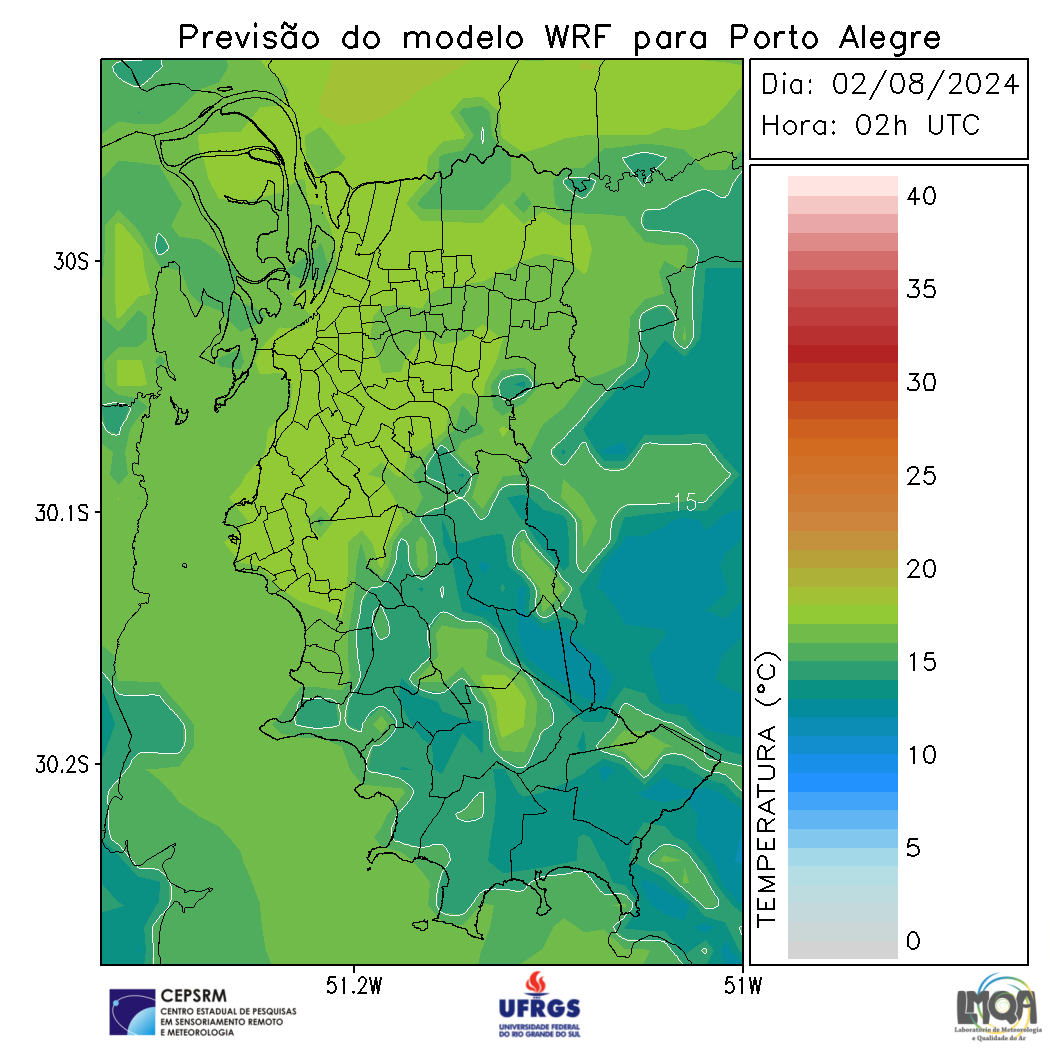 Previsão do modelo WRF para Porto Alegre
Dia: 02/08/2024
Hora: 02h UTC
40
35
30
25
20
15
10
5
0
TEMPERATURA (°C)
30S
30.1S
30.2S
15
51.2W
51W
CEPSRM
CENTRO ESTADUAL DE PESQUISAS
EM SENSORIAMENTO REMOTO
E METEOROLOGIA
UFRGS
UNIVERSIDADE FEDERAL
DO RIO GRANDE DO SUL
LMQA
Laboratório de Meteorologia
e Qualidade do Ar